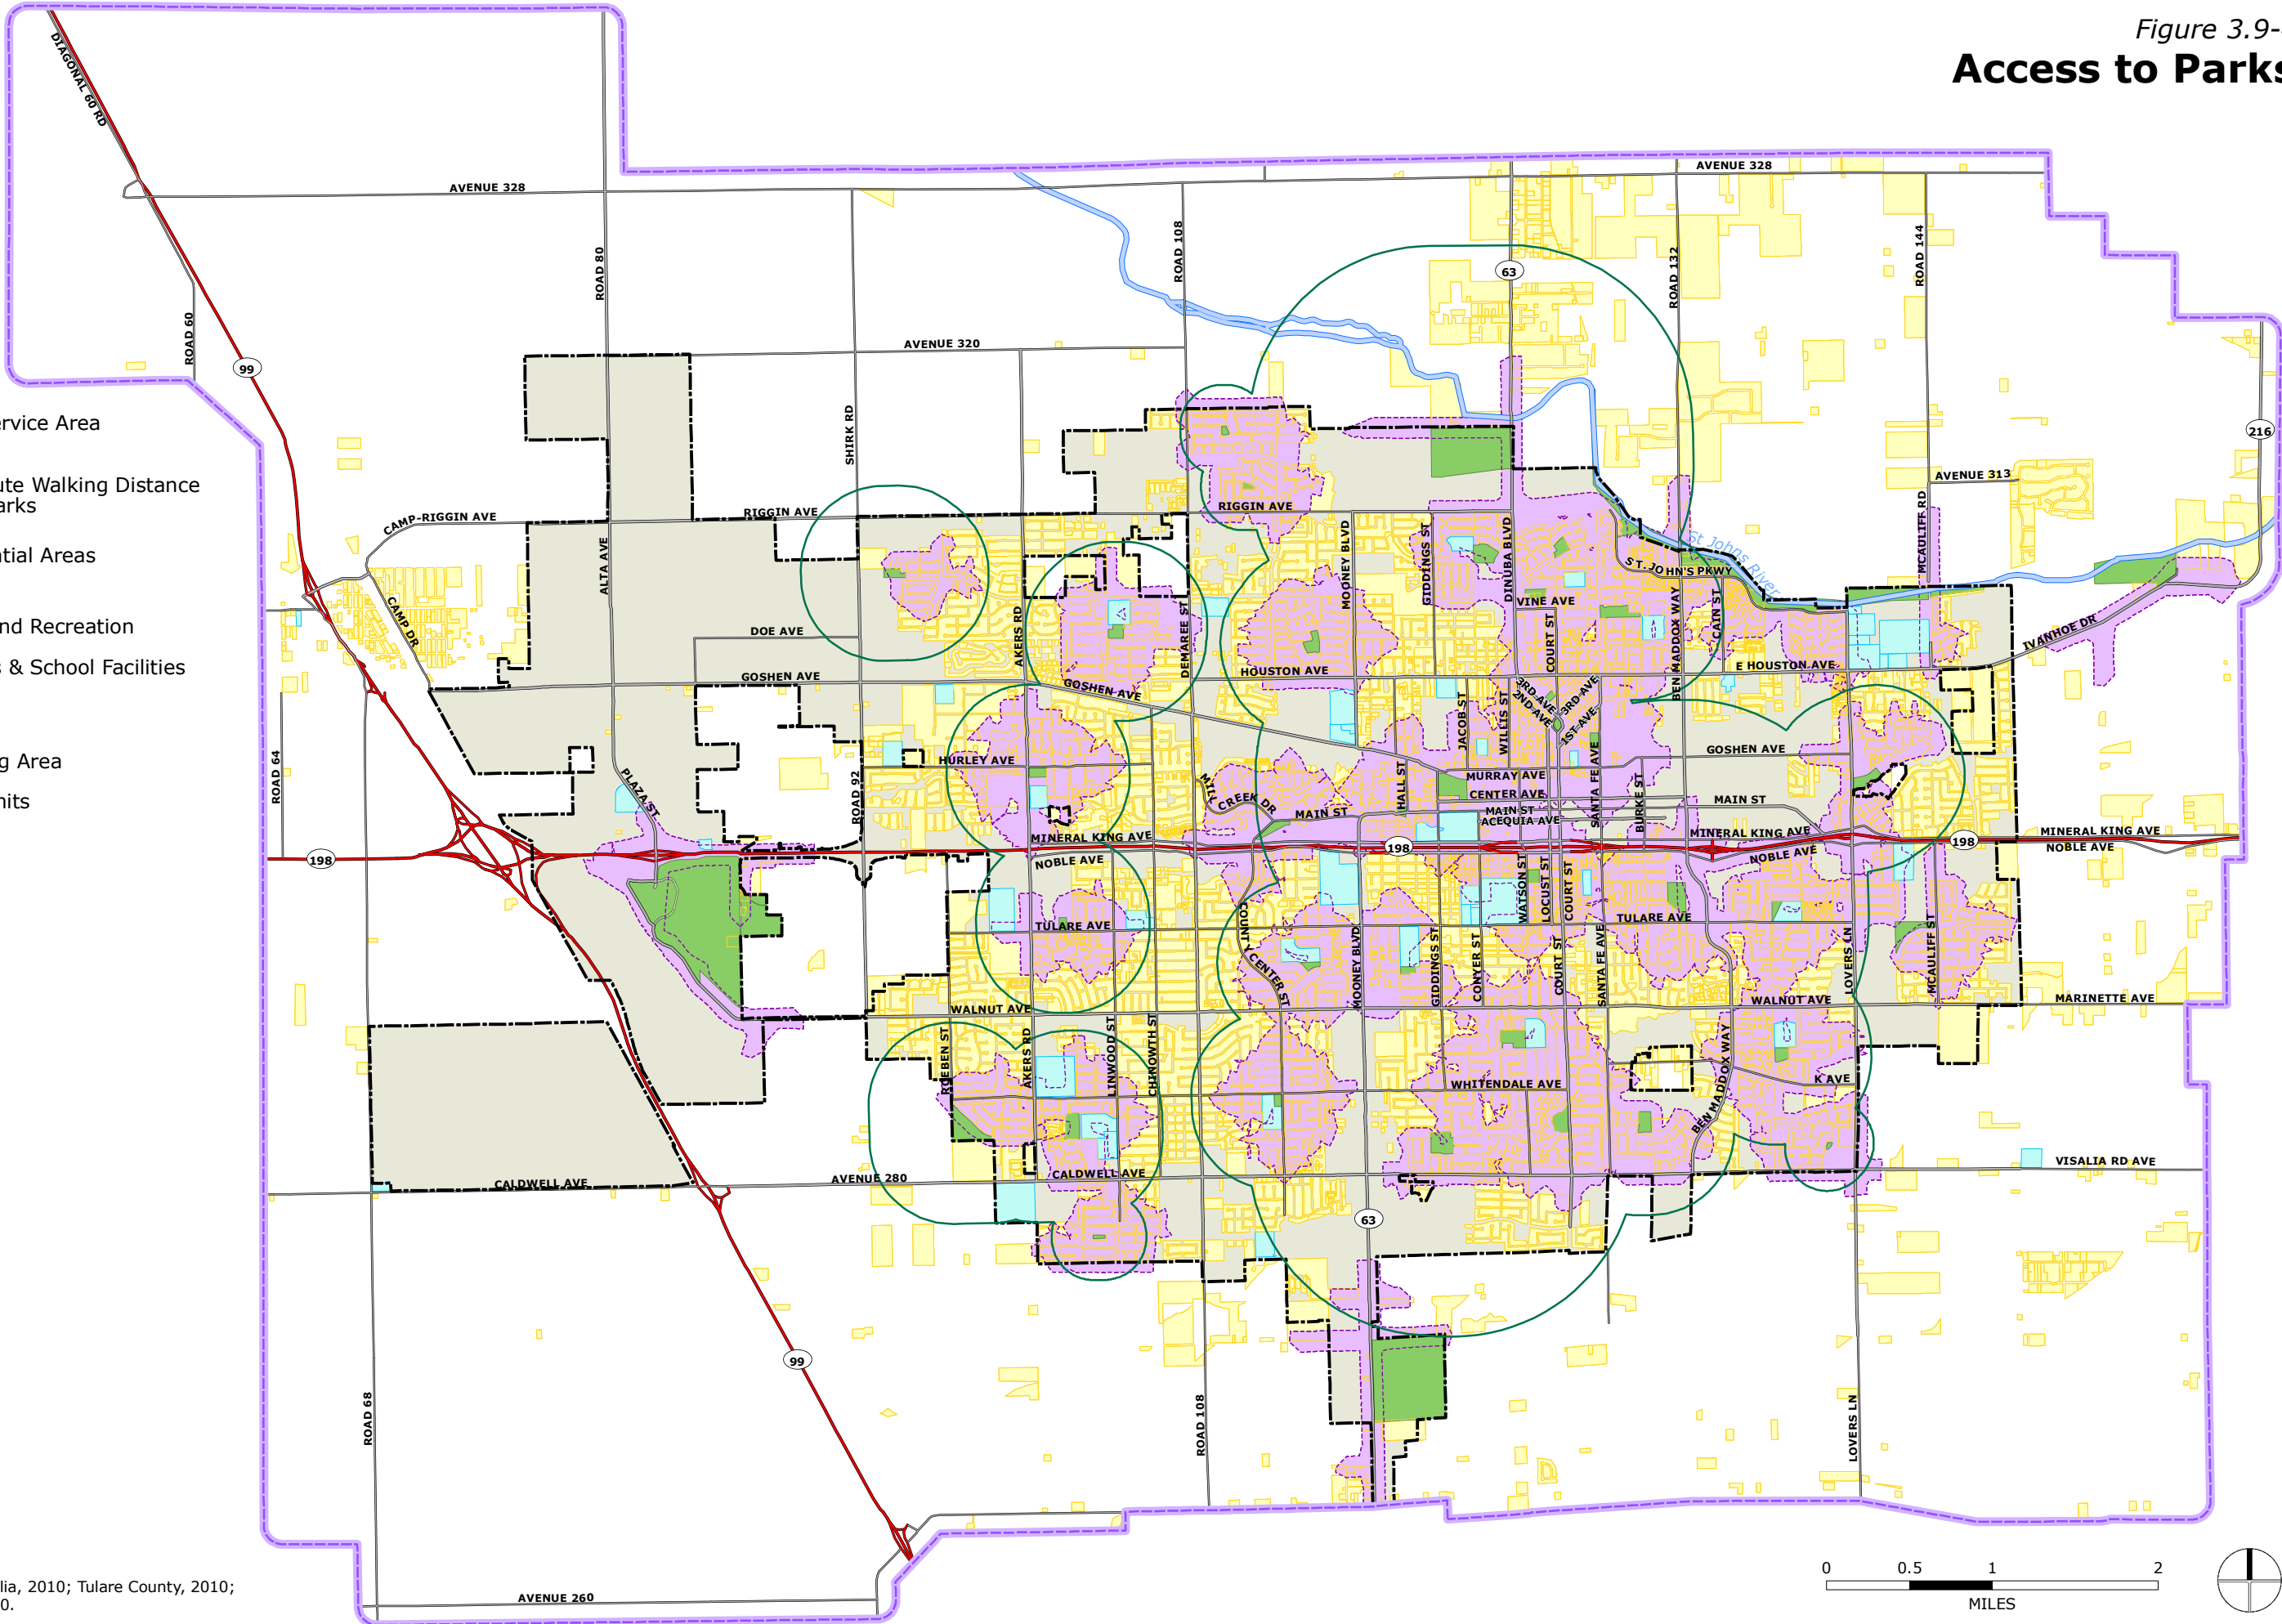 Figure 3.9-
Access to Parks
DIAGONAL 60 RD
AVENUE 328
AVENUE 328
ROAD 80
ROAD 108
63
ROAD 132
ROAD 144
ROAD 60
99
AVENUE 320
SHIRK RD
216
ervice Area
ute Walking Distance
arks
ntial Areas
nd Recreation
s & School Facilities
g Area
mits
AVENUE 313
CAMP-RIGGIN AVE
RIGGIN AVE
RIGGIN AVE
MOONEY BLVD
GIDDINGS ST
DINUBA BLVD
MCAULIFF RD
St Johns River
ST. JOHN'S PKWY
ALTA AVE
CAMP DR
AKERS RD
DEMAREE ST
VINE AVE
COURT ST
BEN MADDOX WAY
CAIN ST
DOE AVE
HOUSTON AVE
E HOUSTON AVE
IVANHOE DR
GOSHEN AVE
GOSHEN AVE
3RD AVE
2ND AVE
3RD AVE
1ST AVE
JACOB ST
WILLIS ST
GOSHEN AVE
ROAD 64
PLAZA ST
ROAD 92
HURLEY AVE
MILL CREEK DR
HALL ST
MURRAY AVE
CENTER AVE
MAIN ST
MAIN ST
ACEQUIA AVE
MAIN ST
SANTA FE AVE
BURKE ST
MINERAL KING AVE
MINERAL KING AVE
MINERAL KING AVE
198
198
198
NOBLE AVE
NOBLE AVE
NOBLE AVE
WATSON ST
LOCUST ST
COURT ST
TULARE AVE
TULARE AVE
COUNTY CENTER ST
MOONEY BLVD
GIDDINGS ST
CONYER ST
COURT ST
SANTA FE AVE
LOVERS LN
MCAULIFF ST
WALNUT AVE
WALNUT AVE
MARINETTE AVE
ROEBEN ST
AKERS RD
LINWOOD ST
CHINOWTH ST
WHITENDALE AVE
BEN MADDOX WAY
K AVE
CALDWELL AVE
AVENUE 280
CALDWELL AVE
VISALIA RD AVE
63
99
ROAD 68
ROAD 108
LOVERS LN
lia, 2010; Tulare County, 2010;
0.
AVENUE 260
0 0.5 1 2
MILES